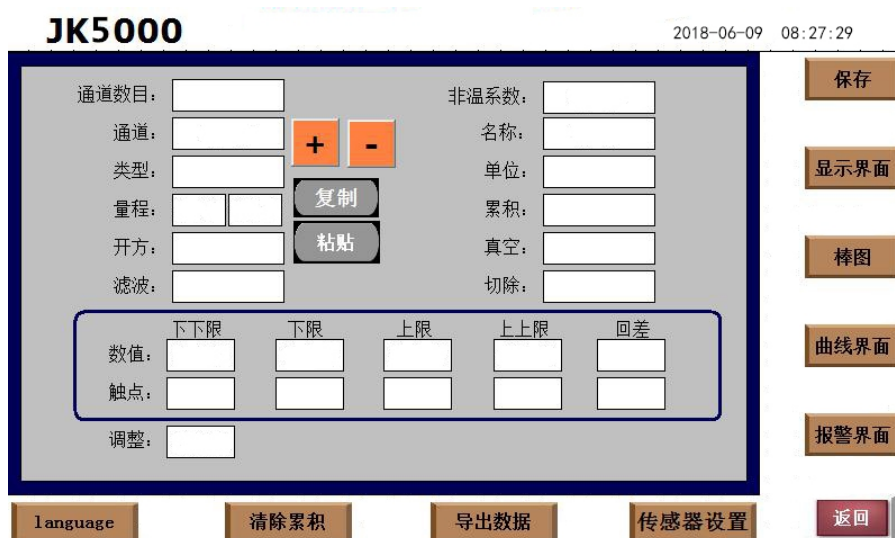 JK5000
2018-06-09 08:27:29
通道数目： 非温系数： 保存
通道： + - 名称：
类型： 单位： 显示界面
量程： 复制 累积：
开方： 粘贴 真空： 棒图
滤波： 切除：
下下限 下限 上限 上上限 回差
数值： 曲线界面
触点：
调整： 报警界面
language 清除累积 导出数据 传感器设置 返回